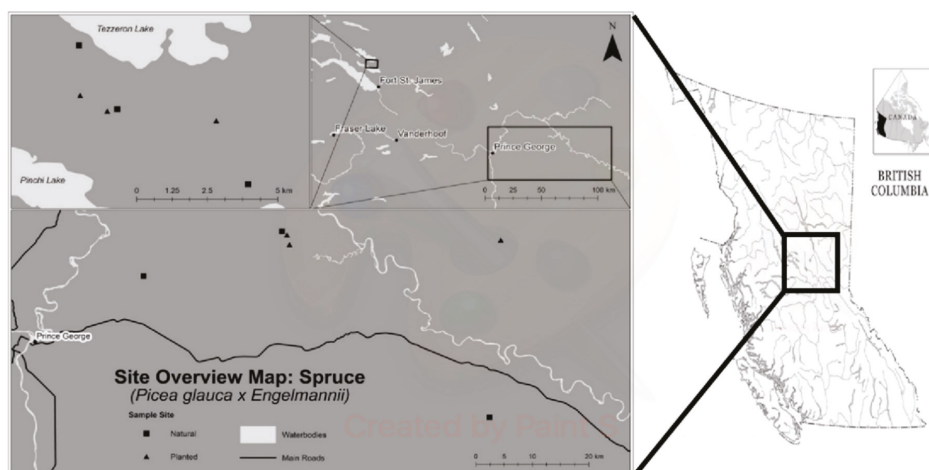 Tezzeron Lake
Pinchi Lake
0 1.25 2.5 5 km
N
Fort St. James
Fraser Lake
Vanderhoof
Prince George
0 25 50 100 km
CANADA
BRITISH
COLUMBIA
Prince George
Site Overview Map: Spruce
(Picea glauca x Engelmannii)
Sample Site
Natural
Waterbodies
Planted
Main Roads
0 5 10 20 km
Created by Paint